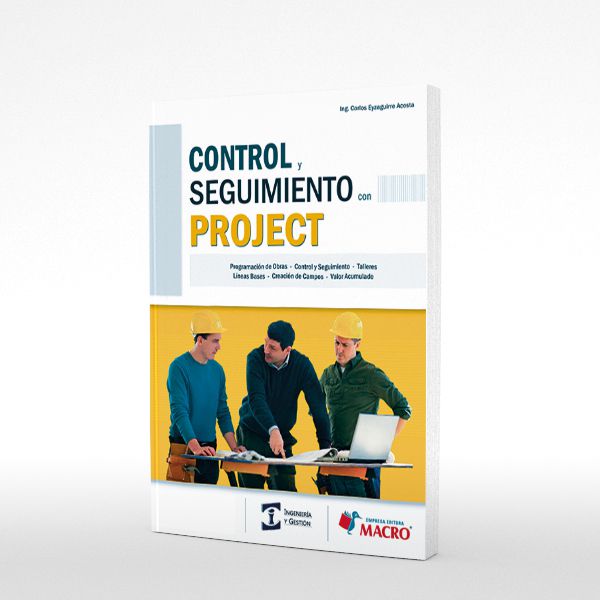 Ing. Carlos Eyzaguirre Acosta
CONTROL y
SEGUIMIENTO con
PROJECT
Programación de Obras - Control y Seguimiento - Talleres
Líneas Bases - Creación de Campos - Valor Acumulado
i
INGENIERÍA
Y GESTIÓN
EMPRESA EDITORA
MACRO®